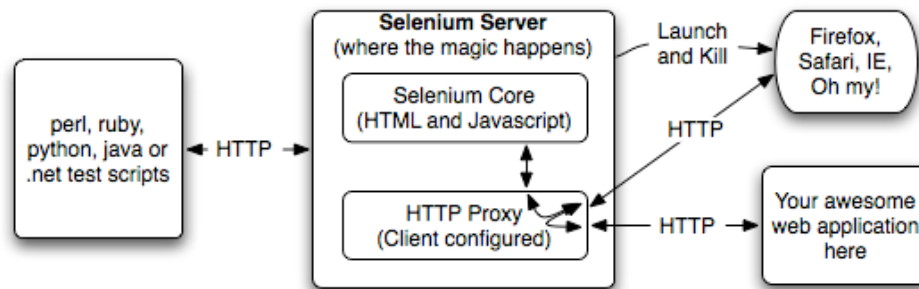 perl, ruby,
python, java or
.net test scripts
HTTP
Selenium Server
(where the magic happens)
Selenium Core
(HTML and Javascript)
HTTP Proxy
(Client configured)
Launch
and Kill
HTTP
HTTP
Firefox,
Safari, IE,
Oh my!
Your awesome
web application
here